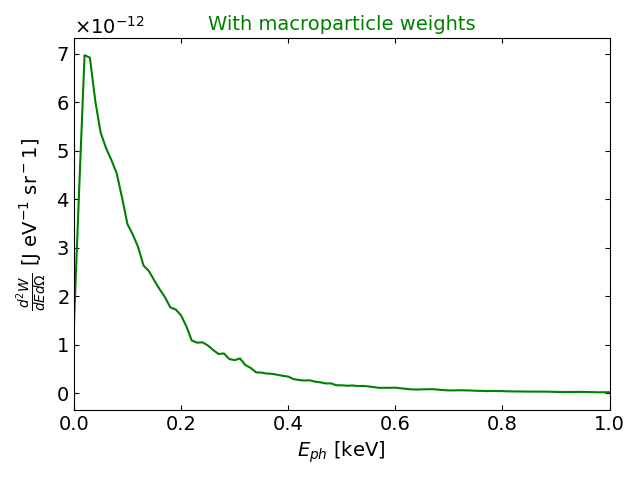 ×10⁻¹²
With macroparticle weights
7
6
5
4
3
2
1
0
d²W/dEdΩ [J eV⁻¹ sr⁻1]
0.0 0.2 0.4 0.6 0.8 1.0
E_ph [keV]